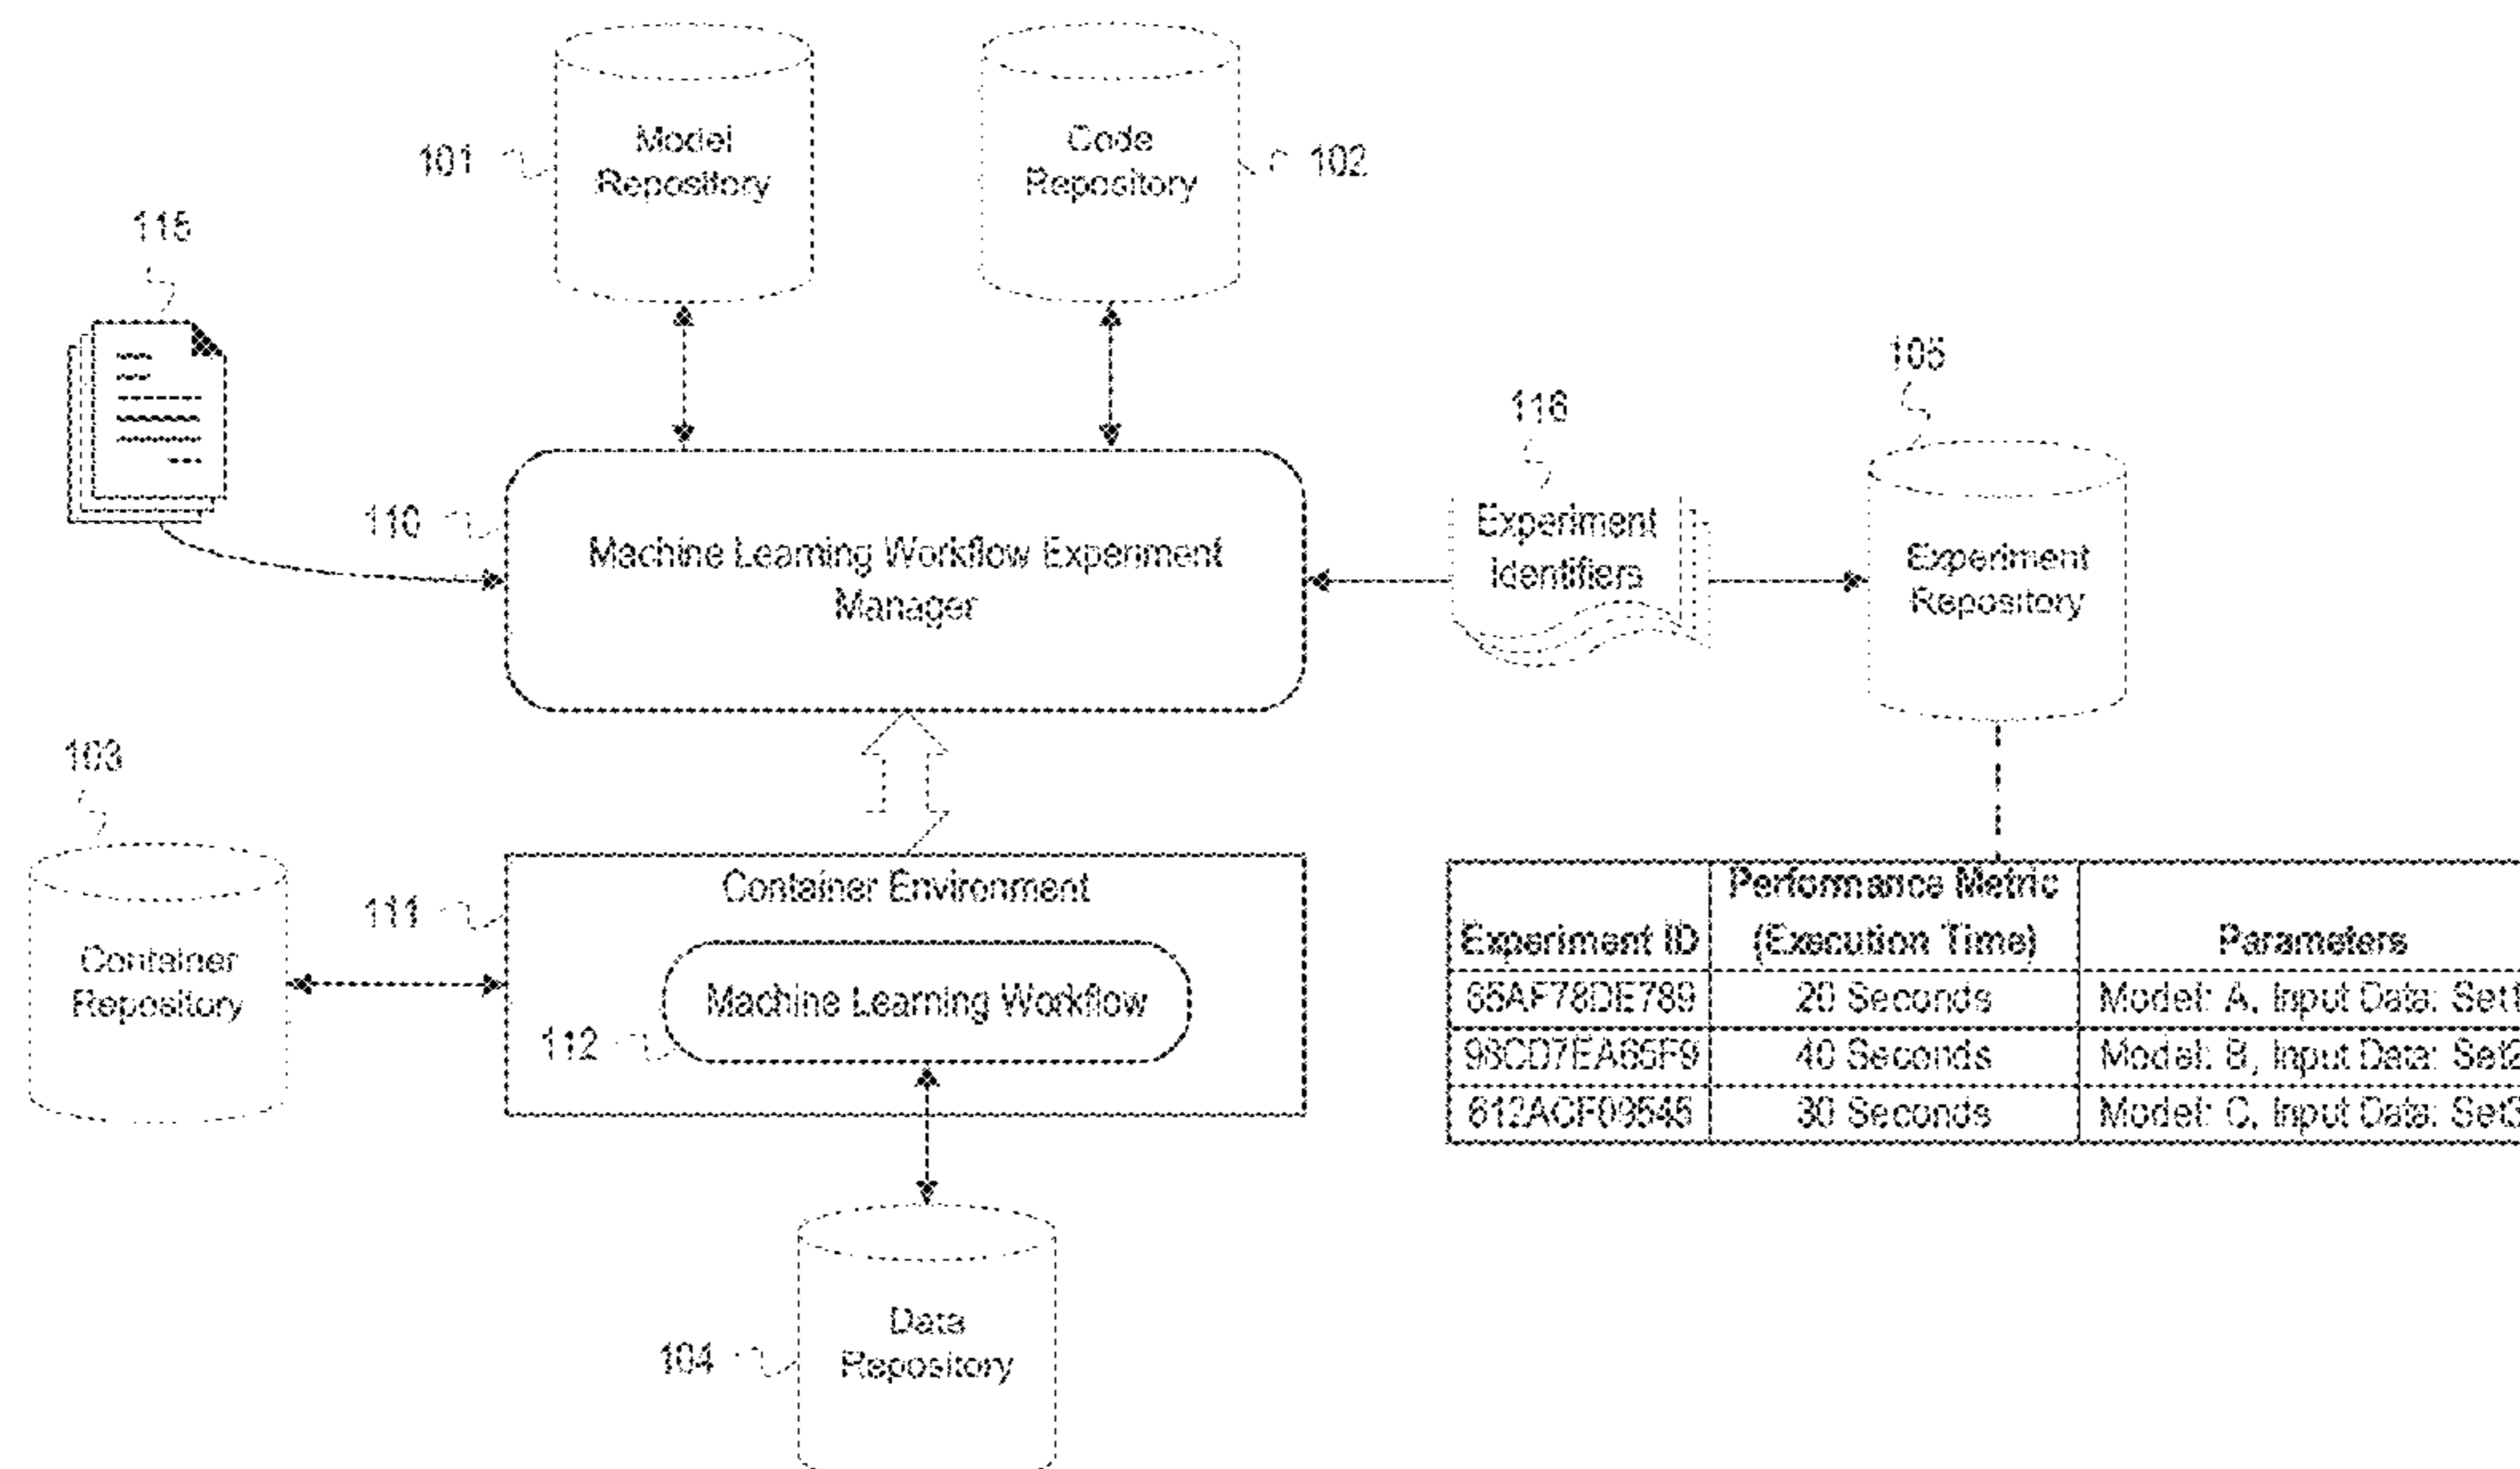 101
Model
Repository
Code
Repository
102
115
105
116
110
Machine Learning Workflow Experiment
Manager
Experiment
Identifiers
Experiment
Repository
103
Container
Repository
111
Container Environment
Machine Learning Workflow
112
Performance Metric
Experiment ID (Execution Time) Parameters
20 Seconds Model: A, Input Data: Set1
40 Seconds Model: B, Input Data: Set2
30 Seconds Model: C, Input Data: Set3
104
Data
Repository